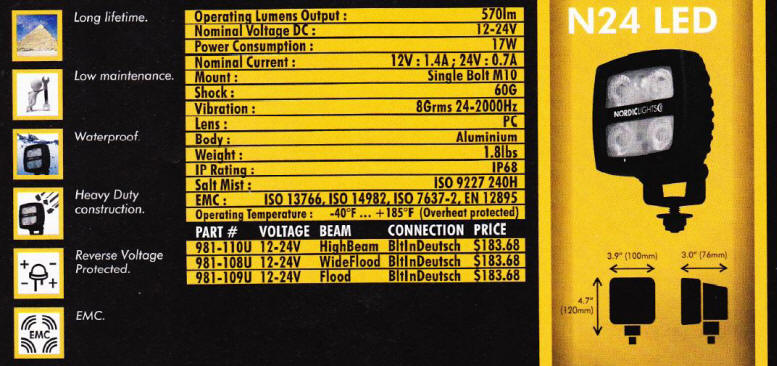 Long lifetime.
Low maintenance.
Waterproof.
Heavy Duty
construction.
Reverse Voltage
Protected.
EMC
EMC.
Operating Lumens Output : 570lm
Nominal Voltage DC : 12-24V
Power Consumption : 17W
Nominal Current : 12V : 1.4A ; 24V : 0.7A
Mount : Single Bolt M10
Shock : 60G
Vibration : 8Grms 24-2000Hz
Lens : PC
Body : Aluminium
Weight : 1.8lbs
IP Rating : IP68
Salt Mist : ISO 9227 240H
EMC : ISO 13766, ISO 14982, ISO 7637-2, EN 12895
Operating Temperature : -40°F ... +185°F (Overheat protected)
PART # VOLTAGE BEAM CONNECTION PRICE
981-110U 12-24V HighBeam BltInDeutsch $183.68
981-108U 12-24V WideFlood BltInDeutsch $183.68
981-109U 12-24V Flood BltInDeutsch $183.68
N24 LED
NORDICLIGHTS
3.9" (100mm) 3.0" (76mm)
4.7"
(120mm)